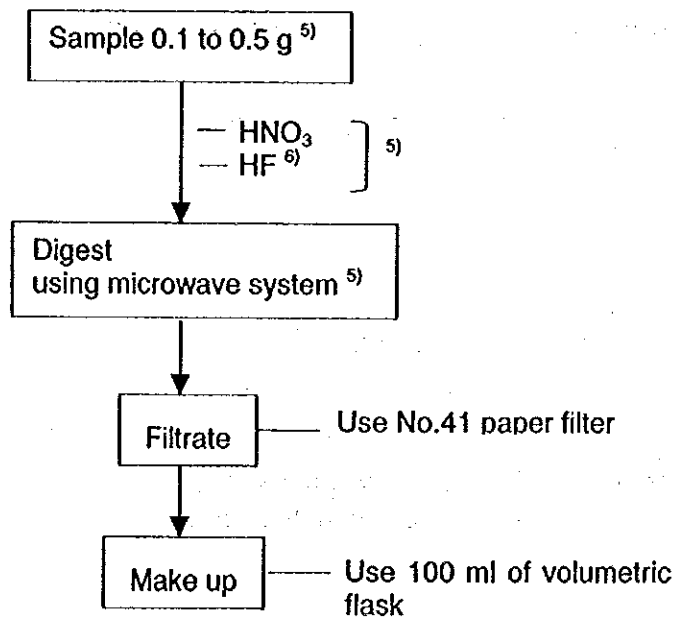 Sample 0.1 to 0.5 g 5)
HNO3
HF 6)
5)
Digest
using microwave system 5)
Filtrate
Use No.41 paper filter
Make up
Use 100 ml of volumetric
flask